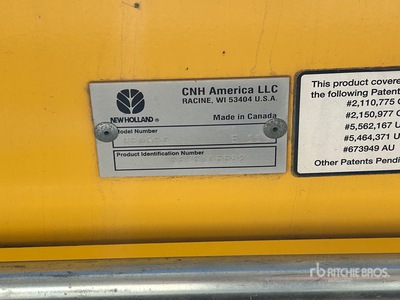 CNH America LLC
RACINE, WI 53404 U.S.A.
NEW HOLLAND ®
Made in Canada
Model Number
Product Identification Number
This product covere
the following Patent
#2,110,775 C
#2,150,977 C
#5,562,167 U
#5,464,371 U
#673949 AU
Other Patents Pendi
rb RITCHIE BROS.